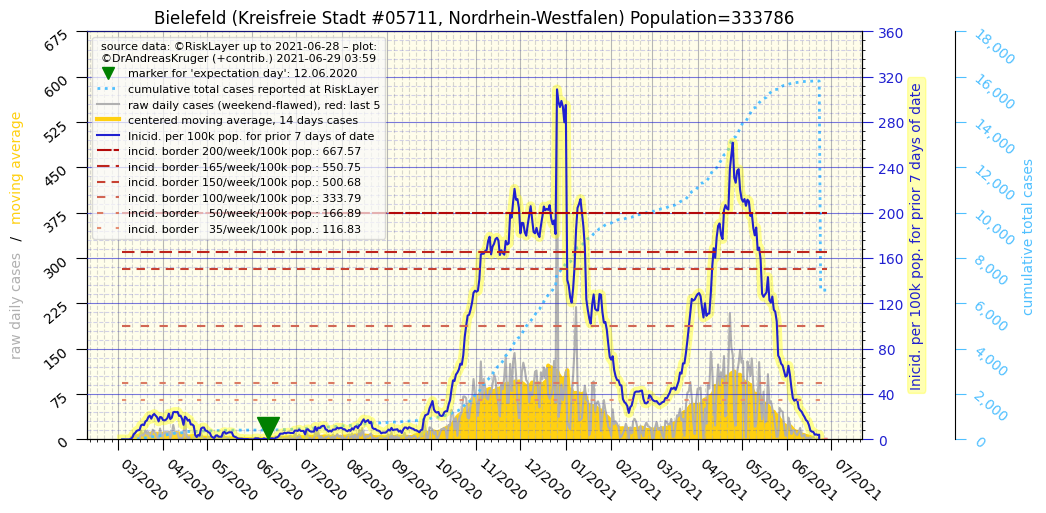 Bielefeld (Kreisfreie Stadt #05711, Nordrhein-Westfalen) Population=333786
source data: ©RiskLayer up to 2021-06-28 – plot:
©DrAndreasKruger (+contrib.) 2021-06-29 03:59
marker for 'expectation day': 12.06.2020
cumulative total cases reported at RiskLayer
raw daily cases (weekend-flawed), red: last 5
centered moving average, 14 days cases
Inicid. per 100k pop. for prior 7 days of date
incid. border 200/week/100k pop.: 667.57
incid. border 165/week/100k pop.: 550.75
incid. border 150/week/100k pop.: 500.68
incid. border 100/week/100k pop.: 333.79
incid. border 50/week/100k pop.: 166.89
incid. border 35/week/100k pop.: 116.83
raw daily cases / moving average
675
600
525
450
375
300
225
150
75
0
03/2020
04/2020
05/2020
06/2020
07/2020
08/2020
09/2020
10/2020
11/2020
12/2020
01/2021
02/2021
03/2021
04/2021
05/2021
06/2021
07/2021
360
320
280
240
200
160
120
80
40
0
Inicid. per 100k pop. for prior 7 days of date
18,000
16,000
14,000
12,000
10,000
8,000
6,000
4,000
2,000
0
cumulative total cases